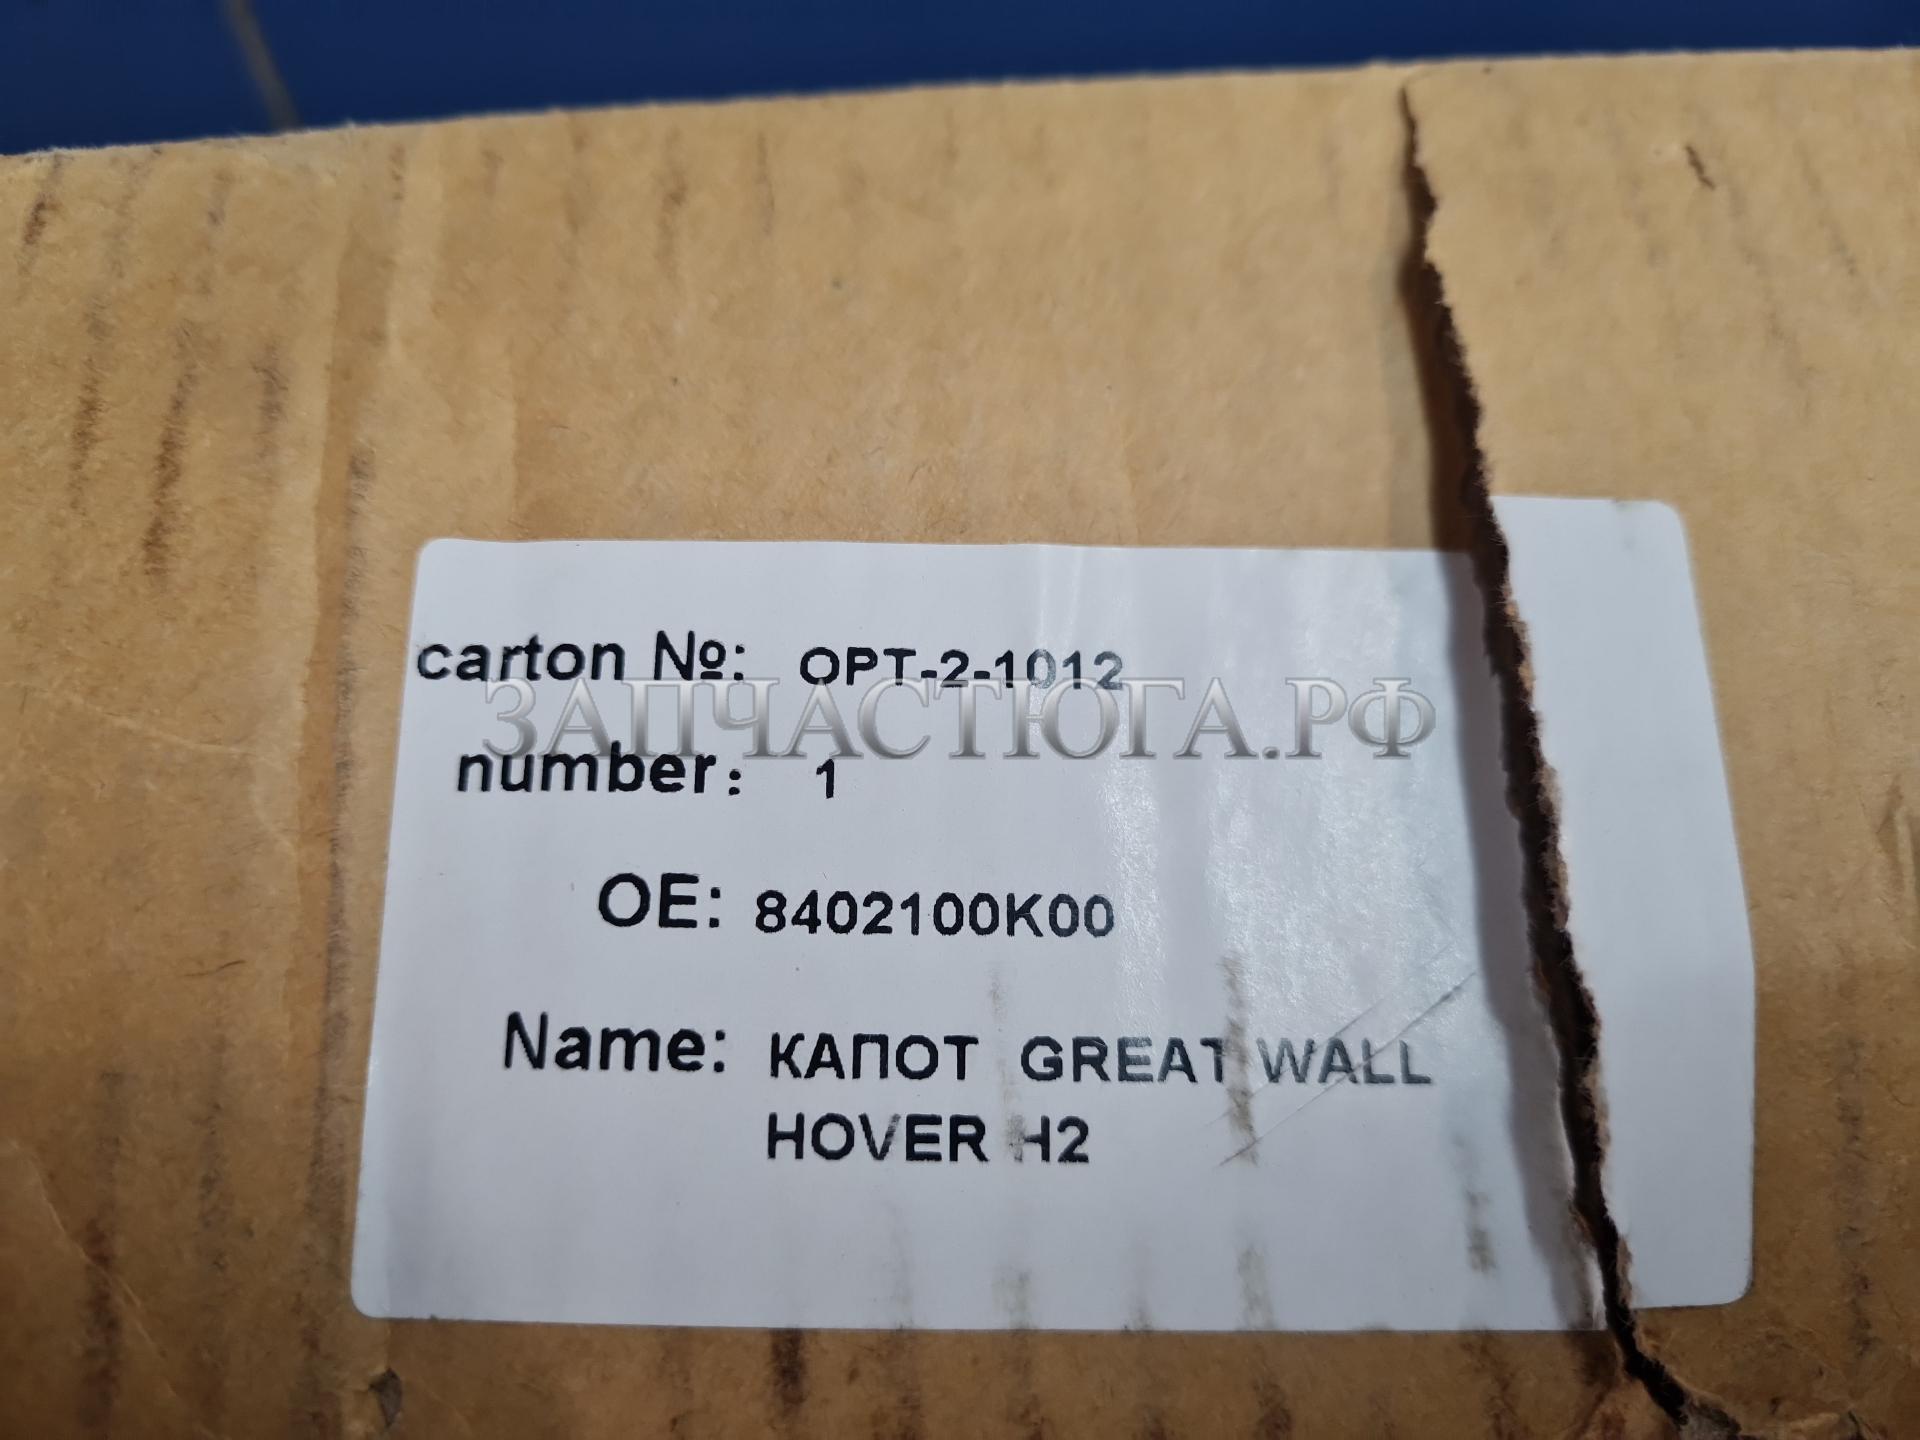 carton №: OPT-2-1012
ЗАПЧАСТЮГА.РФ
number: 1
OE: 8402100K00
Name: КАПОТ GREAT WALL
HOVER H2